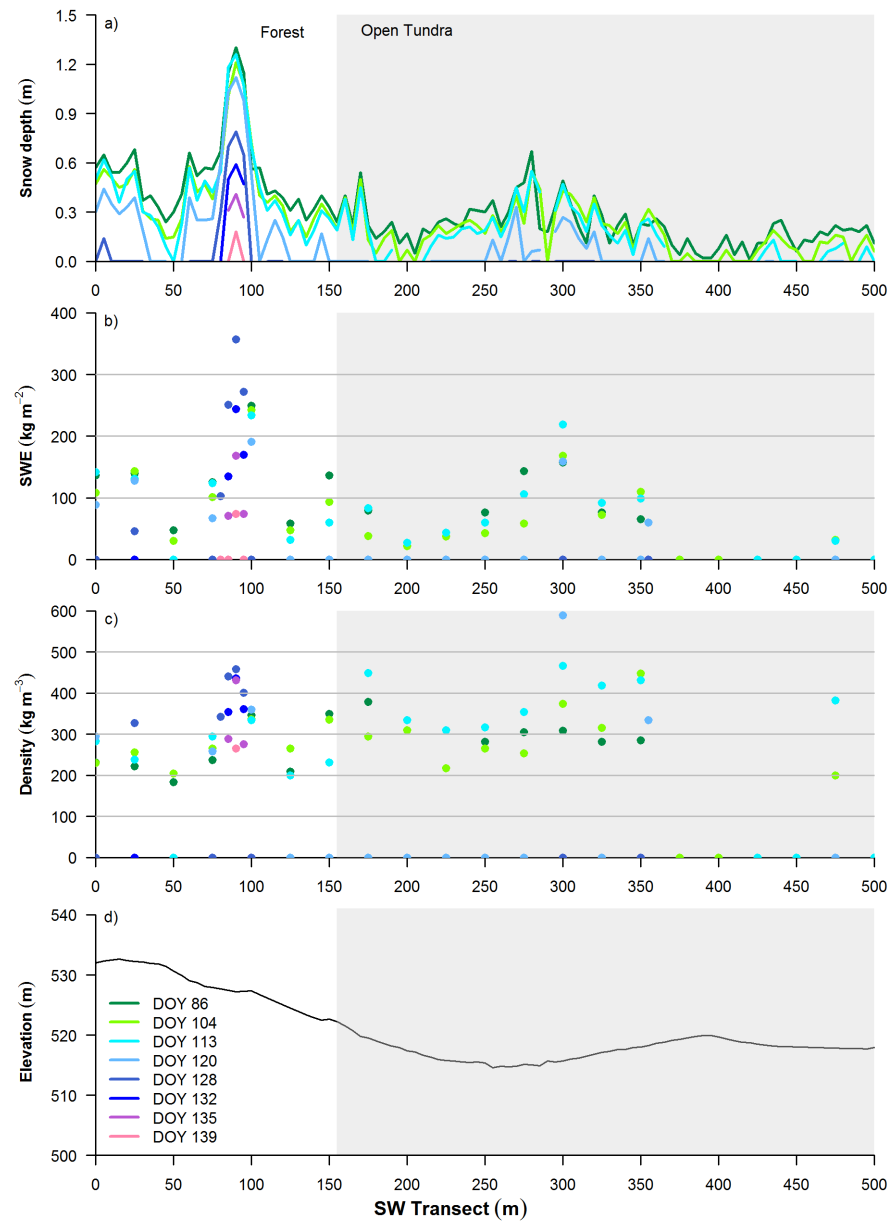 a)
Forest
Open Tundra
Snow depth (m)
1.5
1.2
0.9
0.6
0.3
0.0
0 50 100 150 200 250 300 350 400 450 500
b)
SWE (kg m−2)
400
300
200
100
0
0 50 100 150 200 250 300 350 400 450 500
c)
Density (kg m−3)
600
500
400
300
200
100
0
0 50 100 150 200 250 300 350 400 450 500
d)
Elevation (m)
540
530
520
510
500
DOY 86
DOY 104
DOY 113
DOY 120
DOY 128
DOY 132
DOY 135
DOY 139
0 50 100 150 200 250 300 350 400 450 500
SW Transect (m)